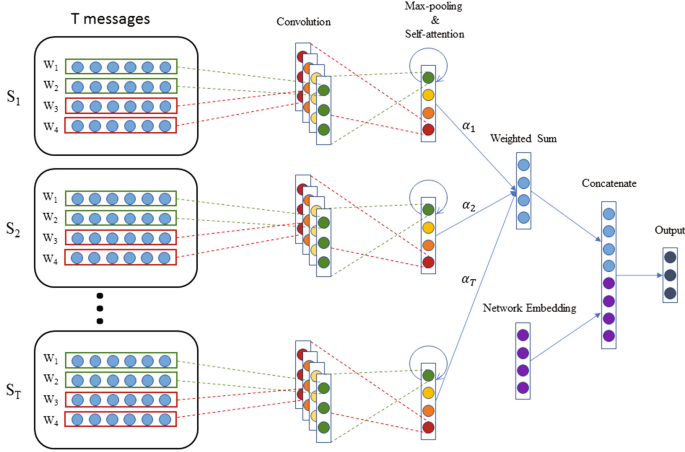 T messages
Convolution
Max-pooling
&
Self-attention
S1
W1
W2
W3
W4
α1
Weighted Sum
Concatenate
S2
W1
W2
W3
W4
α2
Output
αT
Network Embedding
ST
W1
W2
W3
W4